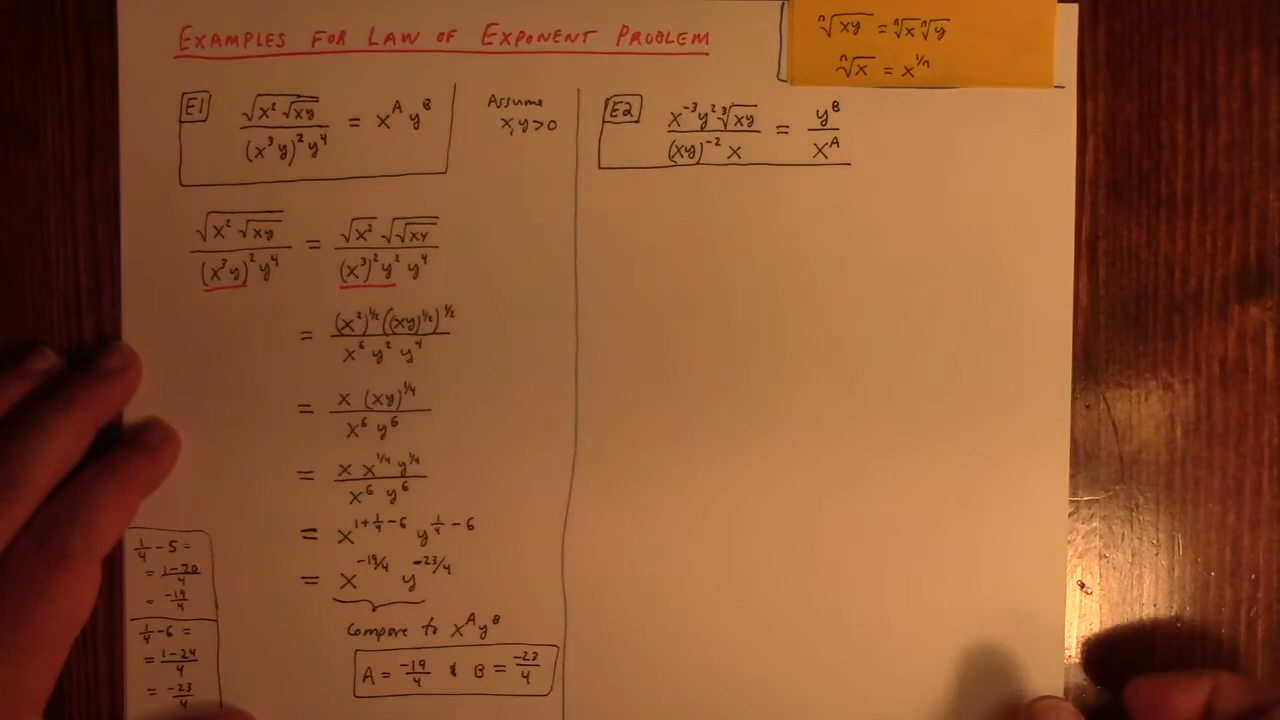 EXAMPLES FOR LAW OF EXPONENT PROBLEM
ⁿ√(xy) = ⁿ√x ⁿ√y
ⁿ√x = x^(1/n)
E1 √(x² √(xy)) / ((x³y)² y⁴) = x^A y^B
Assume
x, y > 0
√(x² √(xy)) / ((x³y)² y⁴) = √(x²) √(√(xy)) / ((x³)² y² y⁴)
= (x²)^(1/2) ((xy)^(1/2))^(1/2) / (x⁶ y² y⁴)
= x (xy)^(1/4) / (x⁶ y⁶)
= x x^(1/4) y^(1/4) / (x⁶ y⁶)
= x^(1+1/4-6) y^(1/4-6)
= x^(-19/4) y^(-23/4)
Compare to x^A y^B
A = -19/4 & B = -23/4
1/4 - 5 =
= (1-20)/4
= -19/4
1/4 - 6 =
= (1-24)/4
= -23/4
E2 x^(-3) y² ³√(xy) / ((xy)^(-2) x) = y^B / x^A